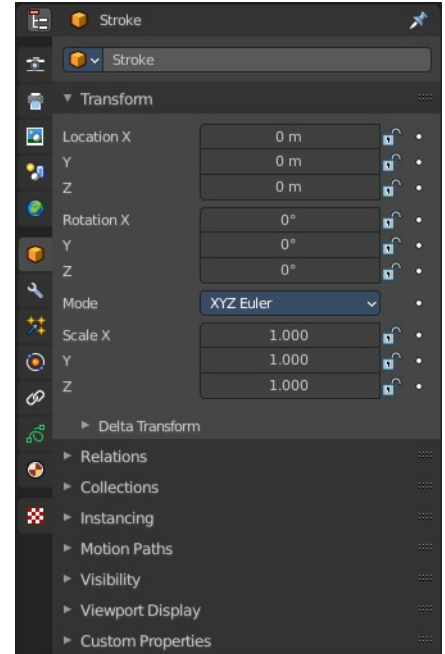 Stroke
Stroke
Transform
Location X 0 m
Y 0 m
Z 0 m
Rotation X 0°
Y 0°
Z 0°
Mode XYZ Euler
Scale X 1.000
Y 1.000
Z 1.000
Delta Transform
Relations
Collections
Instancing
Motion Paths
Visibility
Viewport Display
Custom Properties